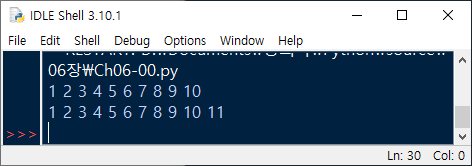 IDLE Shell 3.10.1
File Edit Shell Debug Options Window Help
06장₩Ch06-00.py
1 2 3 4 5 6 7 8 9 10
1 2 3 4 5 6 7 8 9 10 11
>>>
Ln: 30 Col: 0